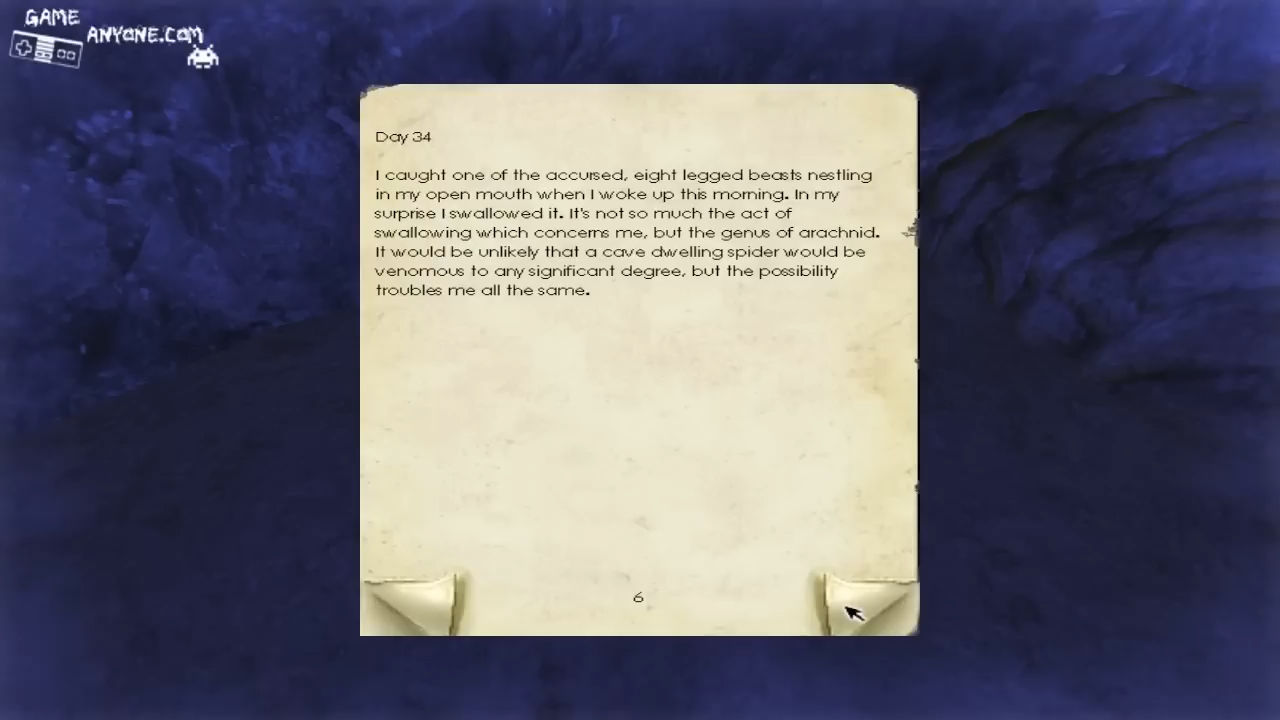 GAME
ANYONE.COM
Day 34
I caught one of the accursed, eight legged beasts nestling
in my open mouth when I woke up this morning. In my
surprise I swallowed it. It's not so much the act of
swallowing which concerns me, but the genus of arachnid.
It would be unlikely that a cave dwelling spider would be
venomous to any significant degree, but the possibility
troubles me all the same.
6